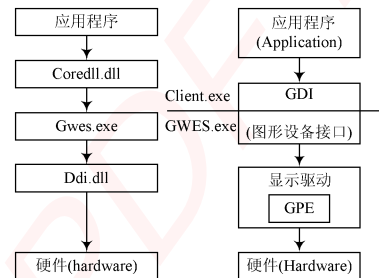 应用程序
Coredll.dll
Gwes.exe
Ddi.dll
硬件(hardware)
应用程序
(Application)
Client.exe
GDI
GWES.exe
(图形设备接口)
显示驱动
GPE
硬件(Hardware)